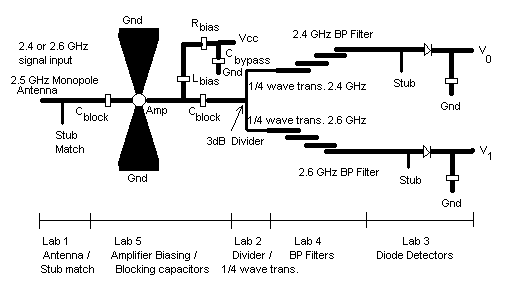 Gnd
R bias
Vcc
2.4 GHz BP Filter
2.4 or 2.6 GHz
signal input
C bypass
V0
Gnd
2.5 GHz Monopole
Antenna
L bias
1/4 wave trans. 2.4 GHz
Stub
Gnd
C block
Amp
C block
1/4 wave trans. 2.6 GHz
Stub
Match
3dB Divider
V1
Gnd
2.6 GHz BP Filter
Stub
Gnd
Lab 1
Antenna /
Stub match
Lab 5
Amplifier Biasing /
Blocking capacitors
Lab 2
Divider /
1/4 wave trans.
Lab 4
BP Filters
Lab 3
Diode Detectors